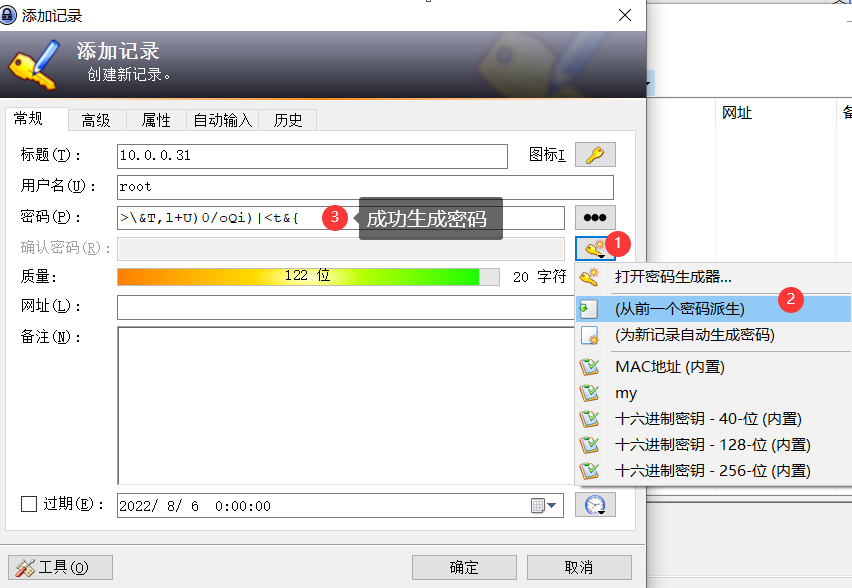 添加记录
添加记录
创建新记录。
常规 高级 属性 自动输入 历史
标题(T): 10.0.0.31 图标I
用户名(U): root
密码(P): >\&T,l+U)0/oQi)|<t&{ 3 成功生成密码 •••
确认密码(R): 1
质量: 122 位 20 字符
网址(L):
备注(N):
过期(E): 2022/ 8/ 6 0:00:00
工具(O) 确定 取消
打开密码生成器...
(从前一个密码派生) 2
(为新记录自动生成密码)
MAC地址 (内置)
my
十六进制密钥 - 40-位 (内置)
十六进制密钥 - 128-位 (内置)
十六进制密钥 - 256-位 (内置)
网址